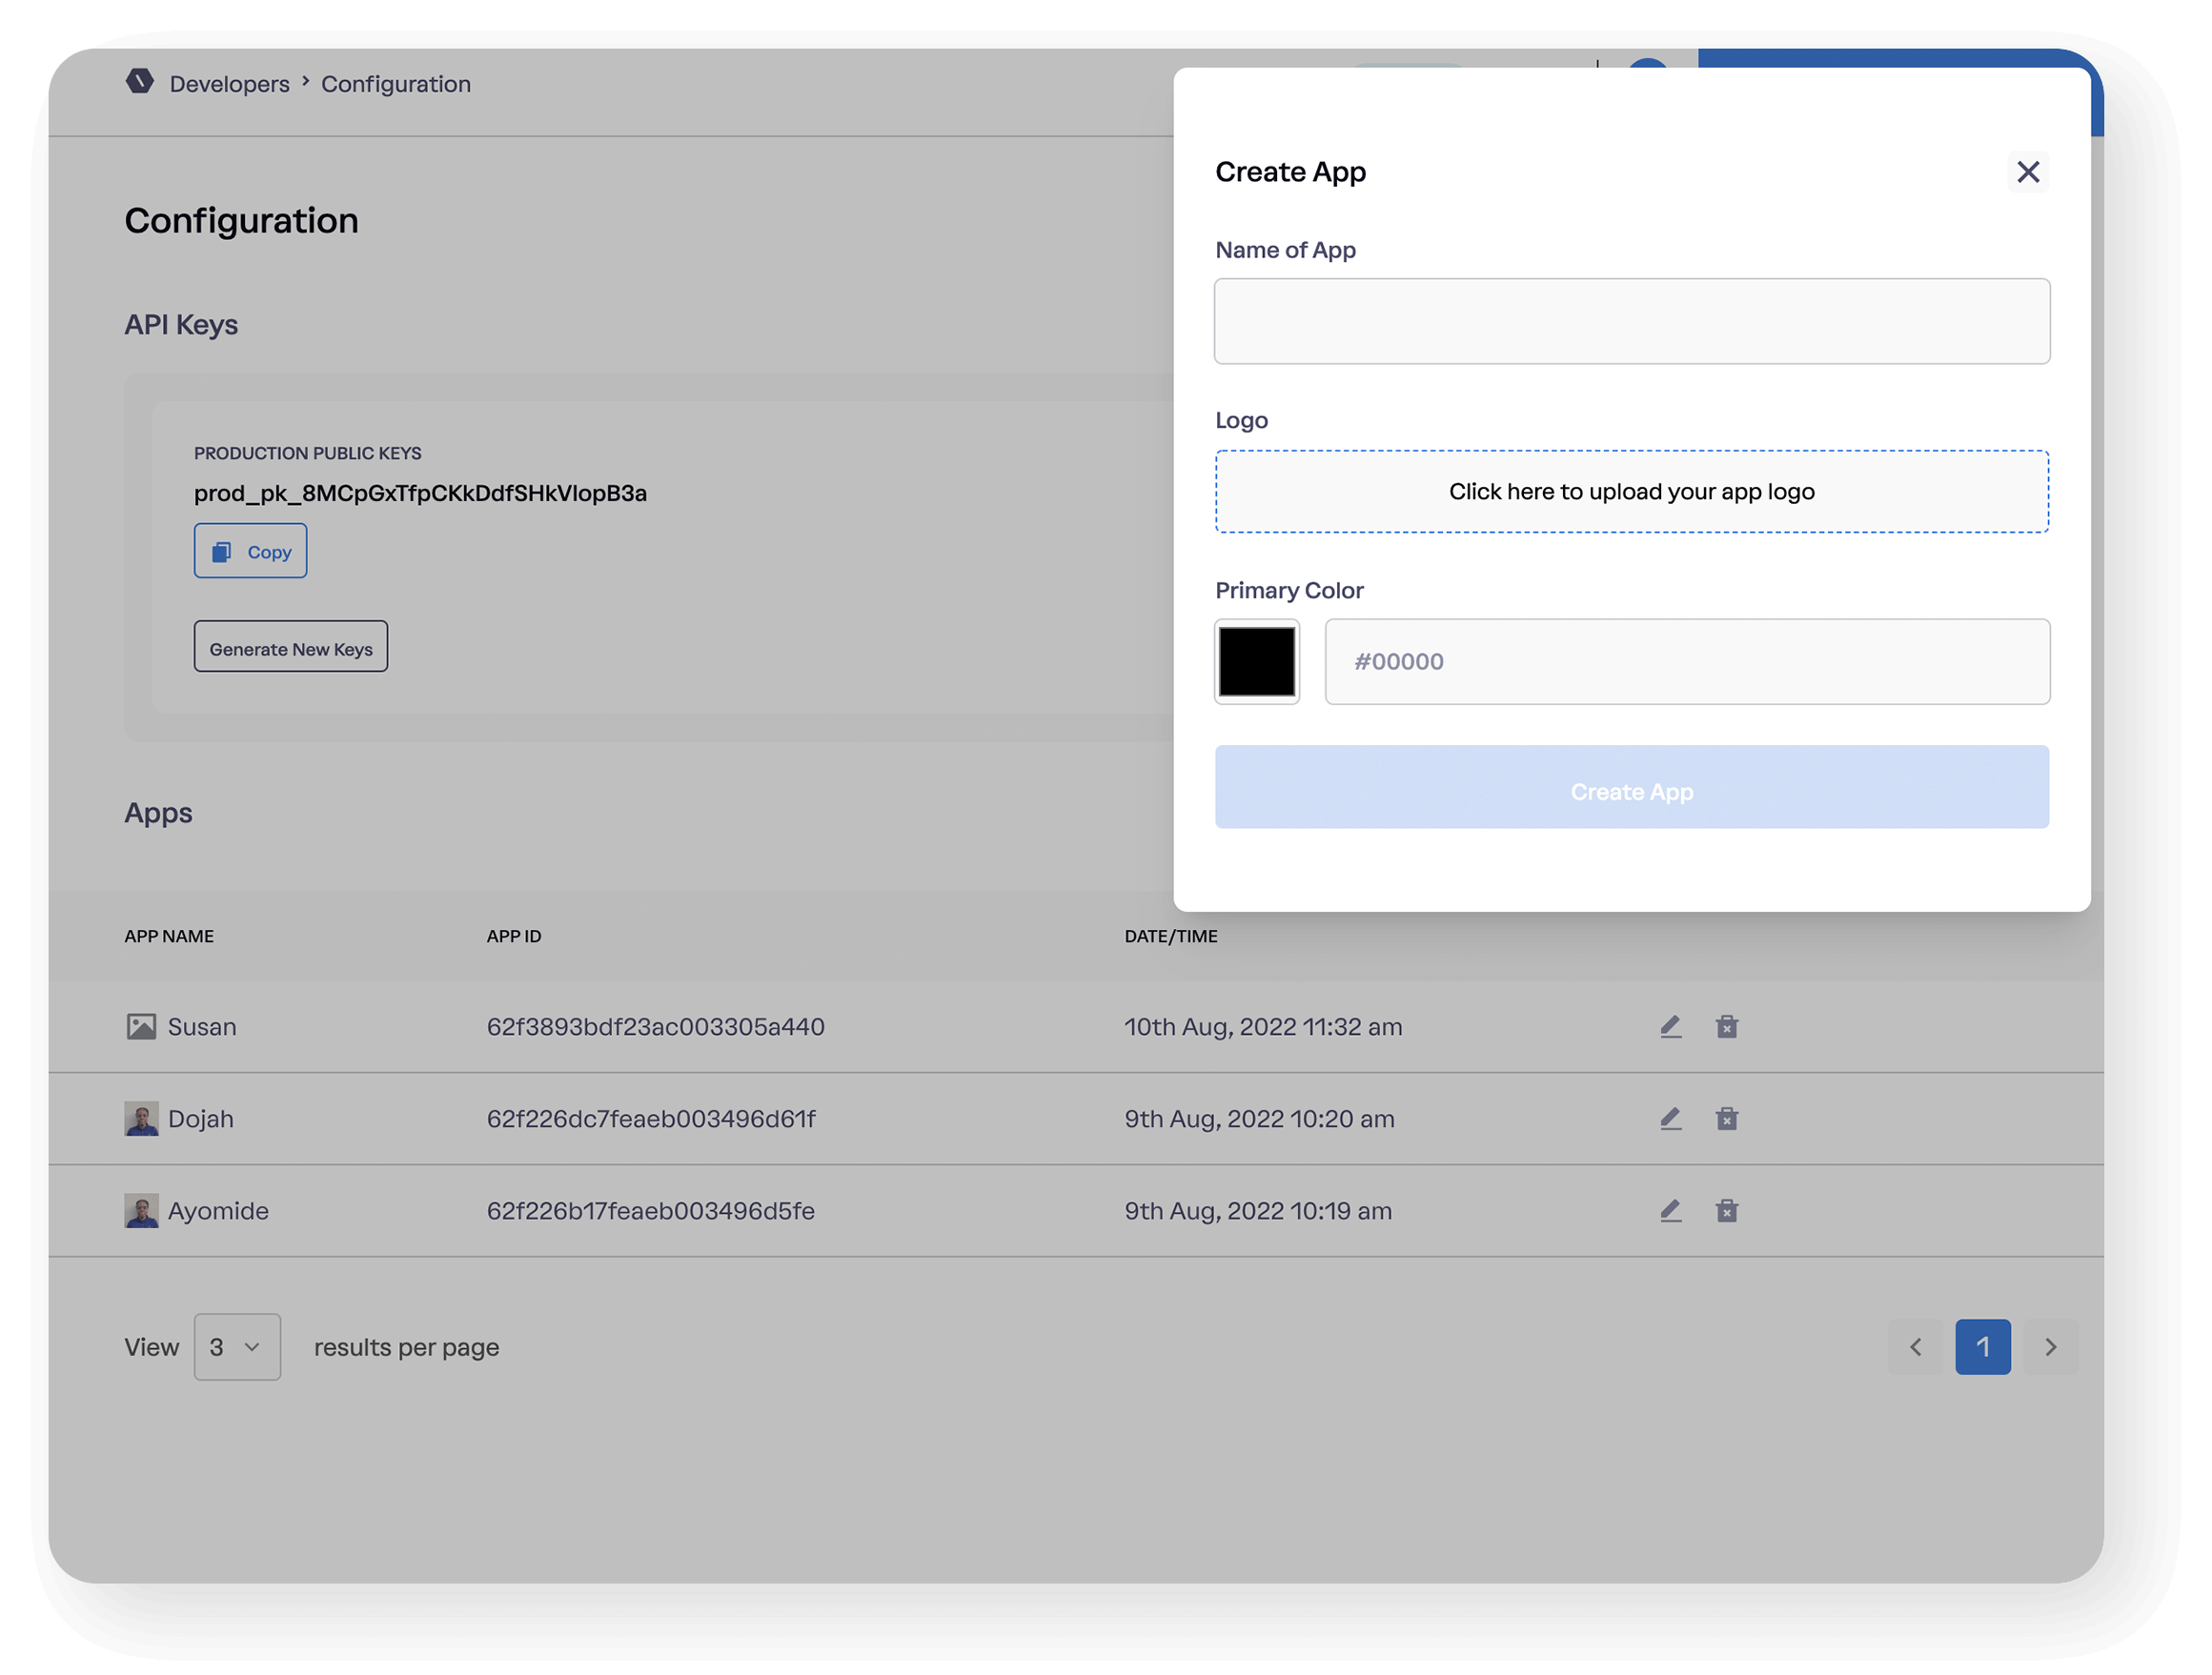 Developers > Configuration
Configuration
API Keys
PRODUCTION PUBLIC KEYS
prod_pk_8MCpGxTfpCKkDdfSHkVlopB3a
Copy
Generate New Keys
Apps
APP NAME APP ID DATE/TIME
Susan 62f3893bdf23ac003305a440 10th Aug, 2022 11:32 am
Dojah 62f226dc7feaeb003496d61f 9th Aug, 2022 10:20 am
Ayomide 62f226b17feaeb003496d5fe 9th Aug, 2022 10:19 am
View 3 results per page
1
Create App
Name of App
Logo
Click here to upload your app logo
Primary Color
#00000
Create App